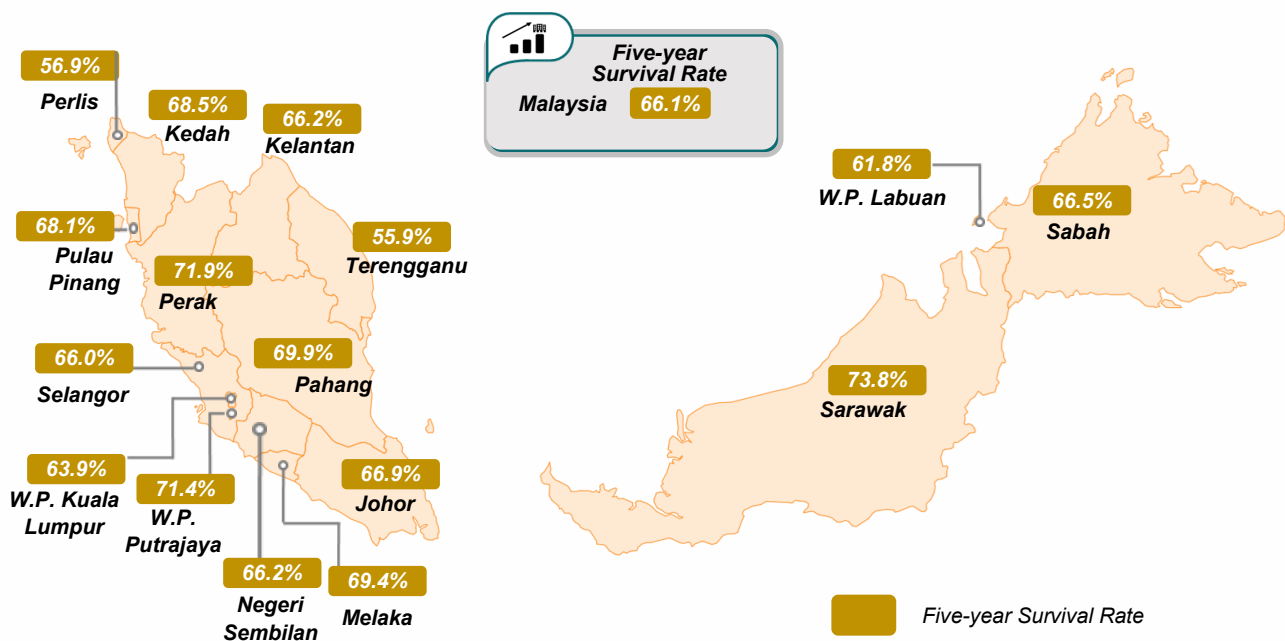 Five-year
Survival Rate
Malaysia 66.1%
56.9%
Perlis
68.5%
Kedah
66.2%
Kelantan
68.1%
Pulau
Pinang
71.9%
Perak
55.9%
Terengganu
66.0%
Selangor
69.9%
Pahang
63.9%
W.P. Kuala
Lumpur
71.4%
W.P.
Putrajaya
66.9%
Johor
66.2%
Negeri
Sembilan
69.4%
Melaka
61.8%
W.P. Labuan
66.5%
Sabah
73.8%
Sarawak
Five-year Survival Rate